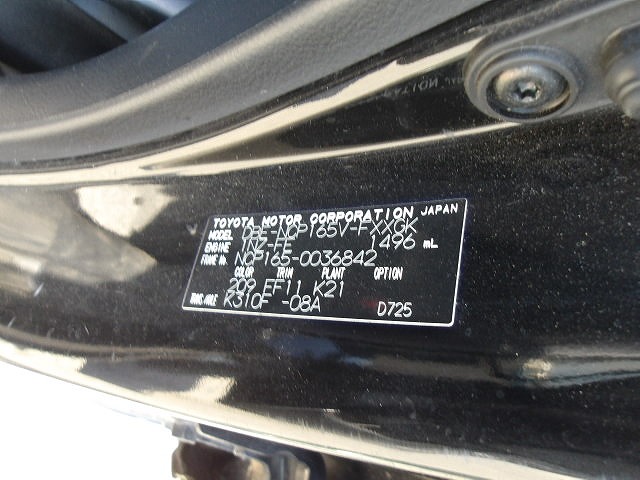 TOYOTA MOTOR CORPORATION JAPAN
MODEL DBE-NCP165V-FXXGK
ENGINE 1NZ-FE 1496 mL
FRAME No. NCP165-0036842
COLOR TRIM PLANT OPTION
209 FF11 K21
TRANS./AXLE K310F -08A D725